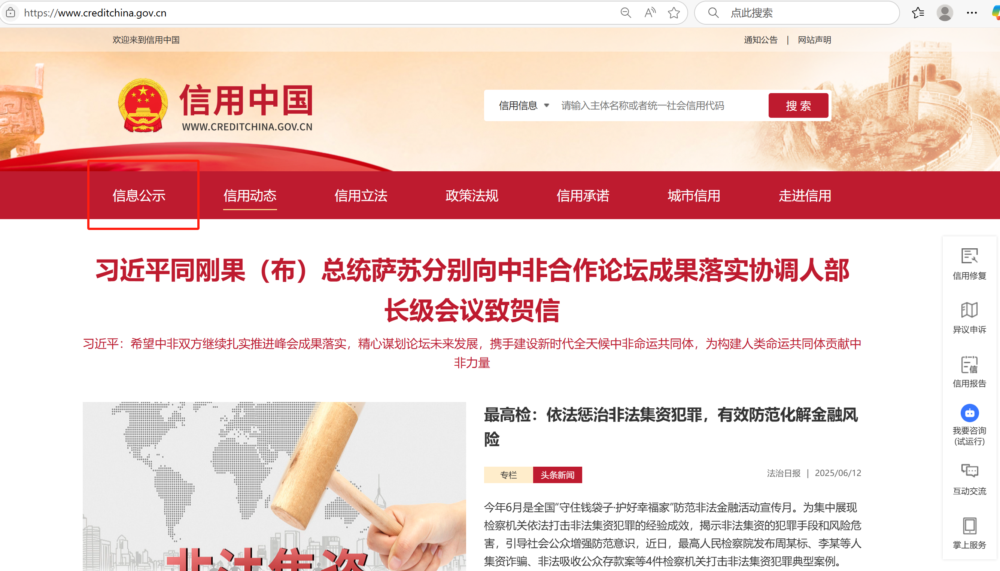 https://www.creditchina.gov.cn
点此搜索
欢迎来到信用中国
通知公告 | 网站声明
信用中国
WWW.CREDITCHINA.GOV.CN
信用信息 请输入主体名称或者统一社会信用代码 搜 索
信息公示 信用动态 信用立法 政策法规 信用承诺 城市信用 走进信用
习近平同刚果（布）总统萨苏分别向中非合作论坛成果落实协调人部
长级会议致贺信
习近平：希望中非双方继续扎实推进峰会成果落实，精心谋划论坛未来发展，携手建设新时代全天候中非命运共同体，为构建人类命运共同体贡献中
非力量
非法集资
最高检：依法惩治非法集资犯罪，有效防范化解金融风
险
专栏 头条新闻 法治日报 | 2025/06/12
今年6月是全国“守住钱袋子·护好幸福家”防范非法金融活动宣传月。为集中展现
检察机关依法打击非法集资犯罪的经验成效，揭示非法集资的犯罪手段和风险危
害，引导社会公众增强防范意识，近日，最高人民检察院发布周某标、李某等人
集资诈骗、非法吸收公众存款案等4件检察机关打击非法集资犯罪典型案例。
信用修复
异议申诉
信
信用报告
我要咨询
(试运行)
互动交流
掌上服务